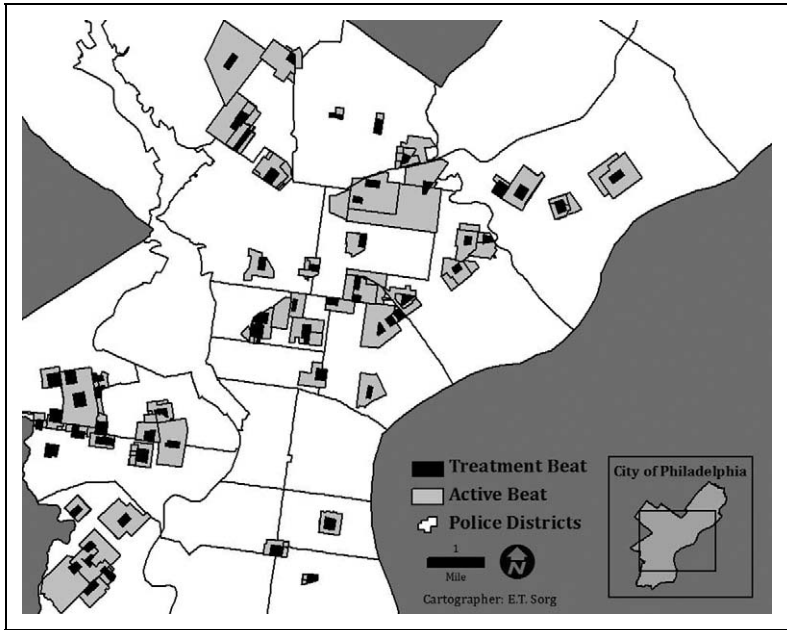 Treatment Beat
Active Beat
Police Districts
1
Mile
N
Cartographer: E.T. Sorg
City of Philadelphia